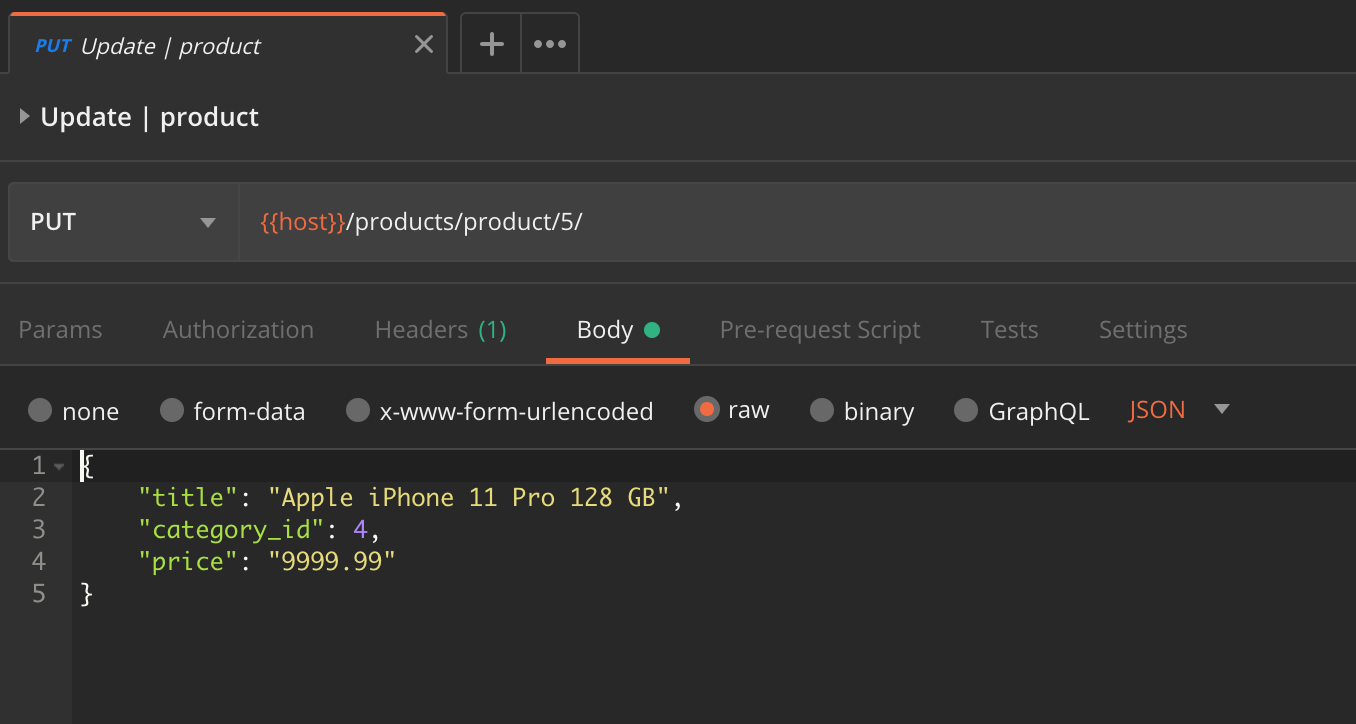 PUT Update | product
Update | product
PUT {{host}}/products/product/5/
Params Authorization Headers (1) Body Pre-request Script Tests Settings
none form-data x-www-form-urlencoded raw binary GraphQL JSON
1 {
2 "title": "Apple iPhone 11 Pro 128 GB",
3 "category_id": 4,
4 "price": "9999.99"
5 }